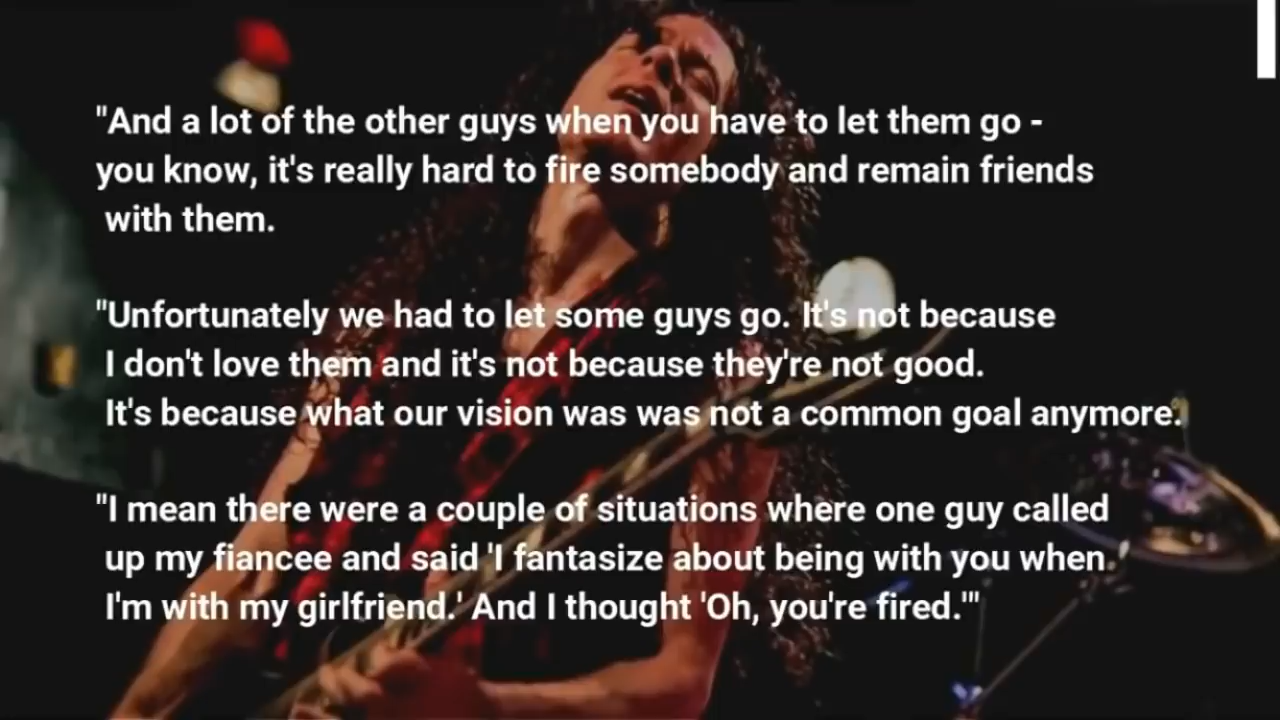 "And a lot of the other guys when you have to let them go -
you know, it's really hard to fire somebody and remain friends
with them.
"Unfortunately we had to let some guys go. It's not because
I don't love them and it's not because they're not good.
It's because what our vision was was not a common goal anymore.
"I mean there were a couple of situations where one guy called
up my fiancee and said 'I fantasize about being with you when
I'm with my girlfriend.' And I thought 'Oh, you're fired.'"